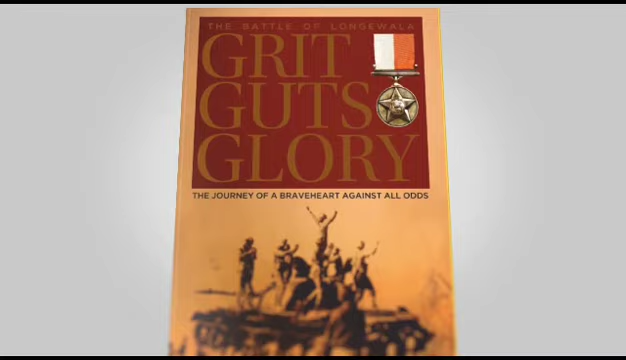 THE BATTLE OF LONGEWALA
GRIT
GUTS
GLORY
THE JOURNEY OF A BRAVEHEART AGAINST ALL ODDS